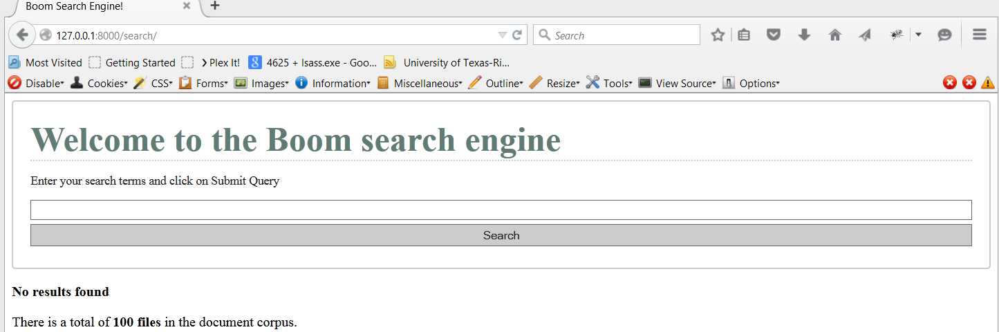 Boom Search Engine!
127.0.0.1:8000/search/
Search
Most Visited Getting Started Plex It! 4625 + lsass.exe - Goo... University of Texas-Ri...
Disable Cookies CSS Forms Images Information Miscellaneous Outline Resize Tools View Source Options
Welcome to the Boom search engine
Enter your search terms and click on Submit Query
Search
No results found
There is a total of 100 files in the document corpus.